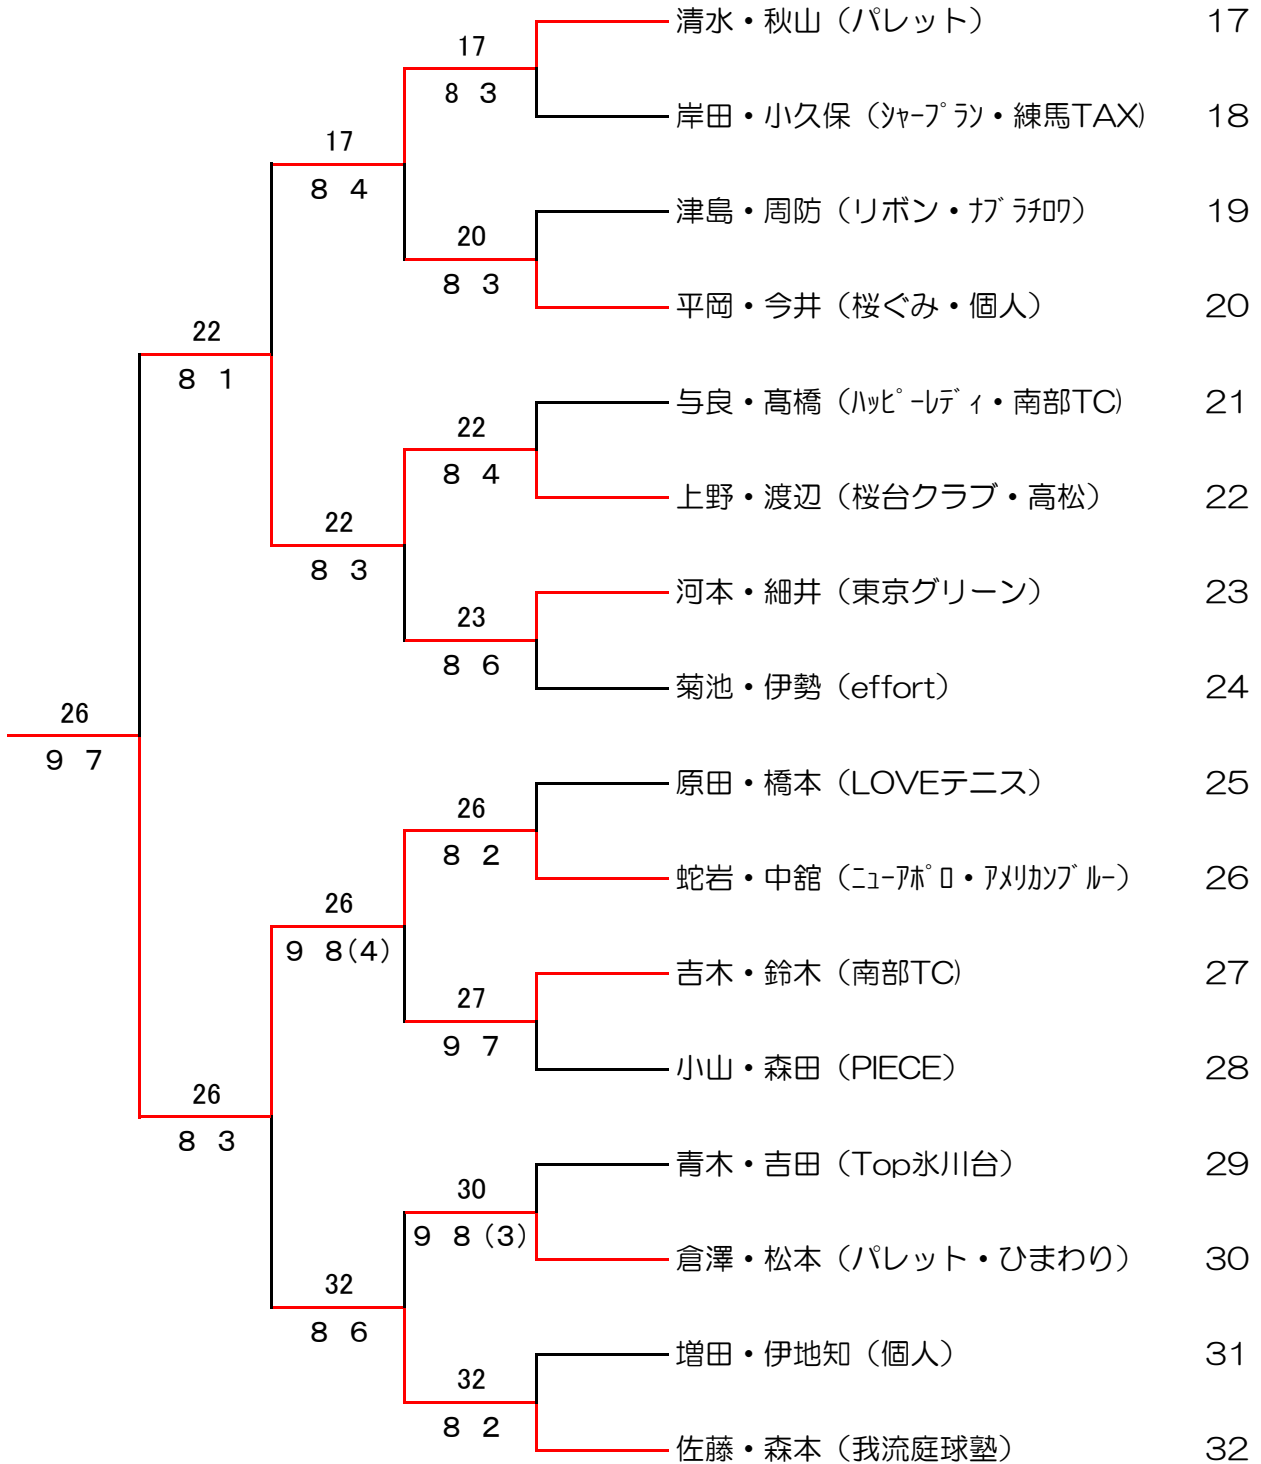 清水・秋山（パレット） 17
17
8 3
岸田・小久保（ｼｬｰﾌﾟﾗﾝ・練馬TAX) 18
17
8 4
津島・周防（リボン・ﾅﾌﾞﾗﾁﾛﾜ） 19
20
8 3
平岡・今井（桜ぐみ・個人） 20
22
8 1
与良・髙橋（ﾊｯﾋﾟｰﾚﾃﾞｨ・南部TC) 21
22
8 4
上野・渡辺（桜台クラブ・高松） 22
22
8 3
河本・細井（東京グリーン） 23
23
8 6
菊池・伊勢（effort） 24
26
9 7
原田・橋本（LOVEテニス） 25
26
8 2
蛇岩・中舘（ﾆｭｰｱﾎﾟﾛ・ｱﾒﾘｶﾝﾌﾞﾙｰ） 26
26
9 8(4)
吉木・鈴木（南部TC) 27
27
9 7
小山・森田（PIECE） 28
26
8 3
青木・吉田（Top氷川台） 29
30
9 8(3)
倉澤・松本（パレット・ひまわり） 30
32
8 6
増田・伊地知（個人） 31
32
8 2
佐藤・森本（我流庭球塾） 32